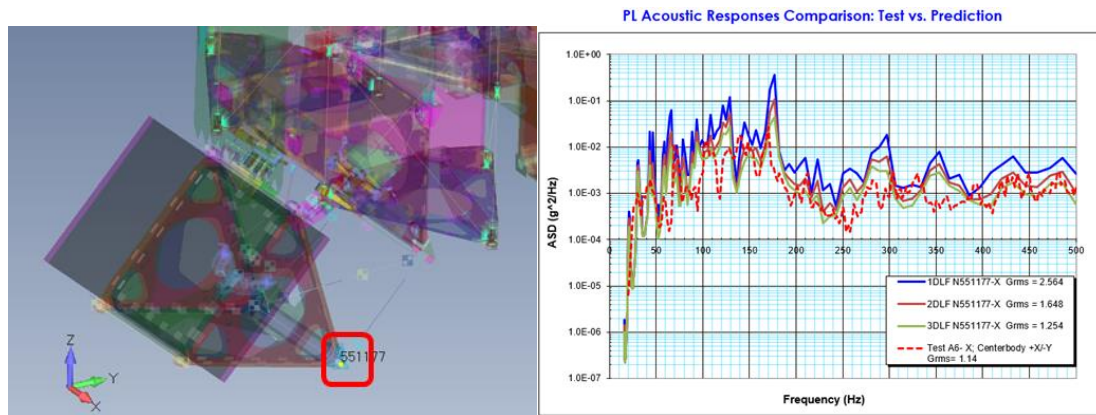 PL Acoustic Responses Comparison: Test vs. Prediction
551177
Z
Y
X
1.0E+00
1.0E-01
1.0E-02
1.0E-03
1.0E-04
1.0E-05
1.0E-06
1.0E-07
ASD (g^2/Hz)
0 50 100 150 200 250 300 350 400 450 500
1DLF N551177-X Grms = 2.564
2DLF N551177-X Grms = 1.648
3DLF N551177-X Grms = 1.254
Test A6- X; Centerbody +X/-Y
Grms= 1.14
Frequency (Hz)